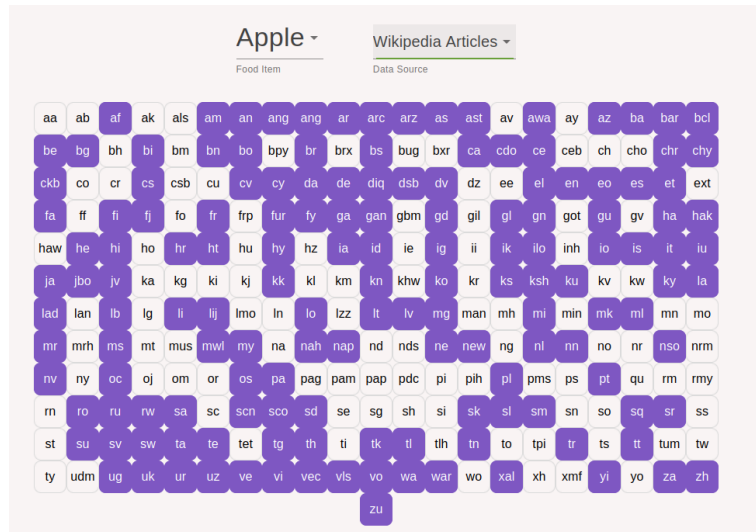 Apple Wikipedia Articles
Food Item Data Source
aa ab af ak als am an ang ang ar arc arz as ast av awa ay az ba bar bcl
be bg bh bi bm bn bo bpy br brx bs bug bxr ca cdo ce ceb ch cho chr chy
ckb co cr cs csb cu cv cy da de diq dsb dv dz ee el en eo es et ext
fa ff fi fj fo fr frp fur fy ga gan gbm gd gil gl gn got gu gv ha hak
haw he hi ho hr ht hu hy hz ia id ie ig ii ik ilo inh io is it iu
ja jbo jv ka kg ki kj kk kl km kn khw ko kr ks ksh ku kv kw ky la
lad lan lb lg li lij lmo ln lo lzz lt lv mg man mh mi min mk ml mn mo
mr mrh ms mt mus mwl my na nah nap nd nds ne new ng nl nn no nr nso nrm
nv ny oc oj om or os pa pag pam pap pdc pi pih pl pms ps pt qu rm rmy
rn ro ru rw sa sc scn sco sd se sg sh si sk sl sm sn so sq sr ss
st su sv sw ta te tet tg th ti tk tl tlh tn to tpi tr ts tt tum tw
ty udm ug uk ur uz ve vi vec vls vo wa war wo xal xh xmf yi yo za zh
zu